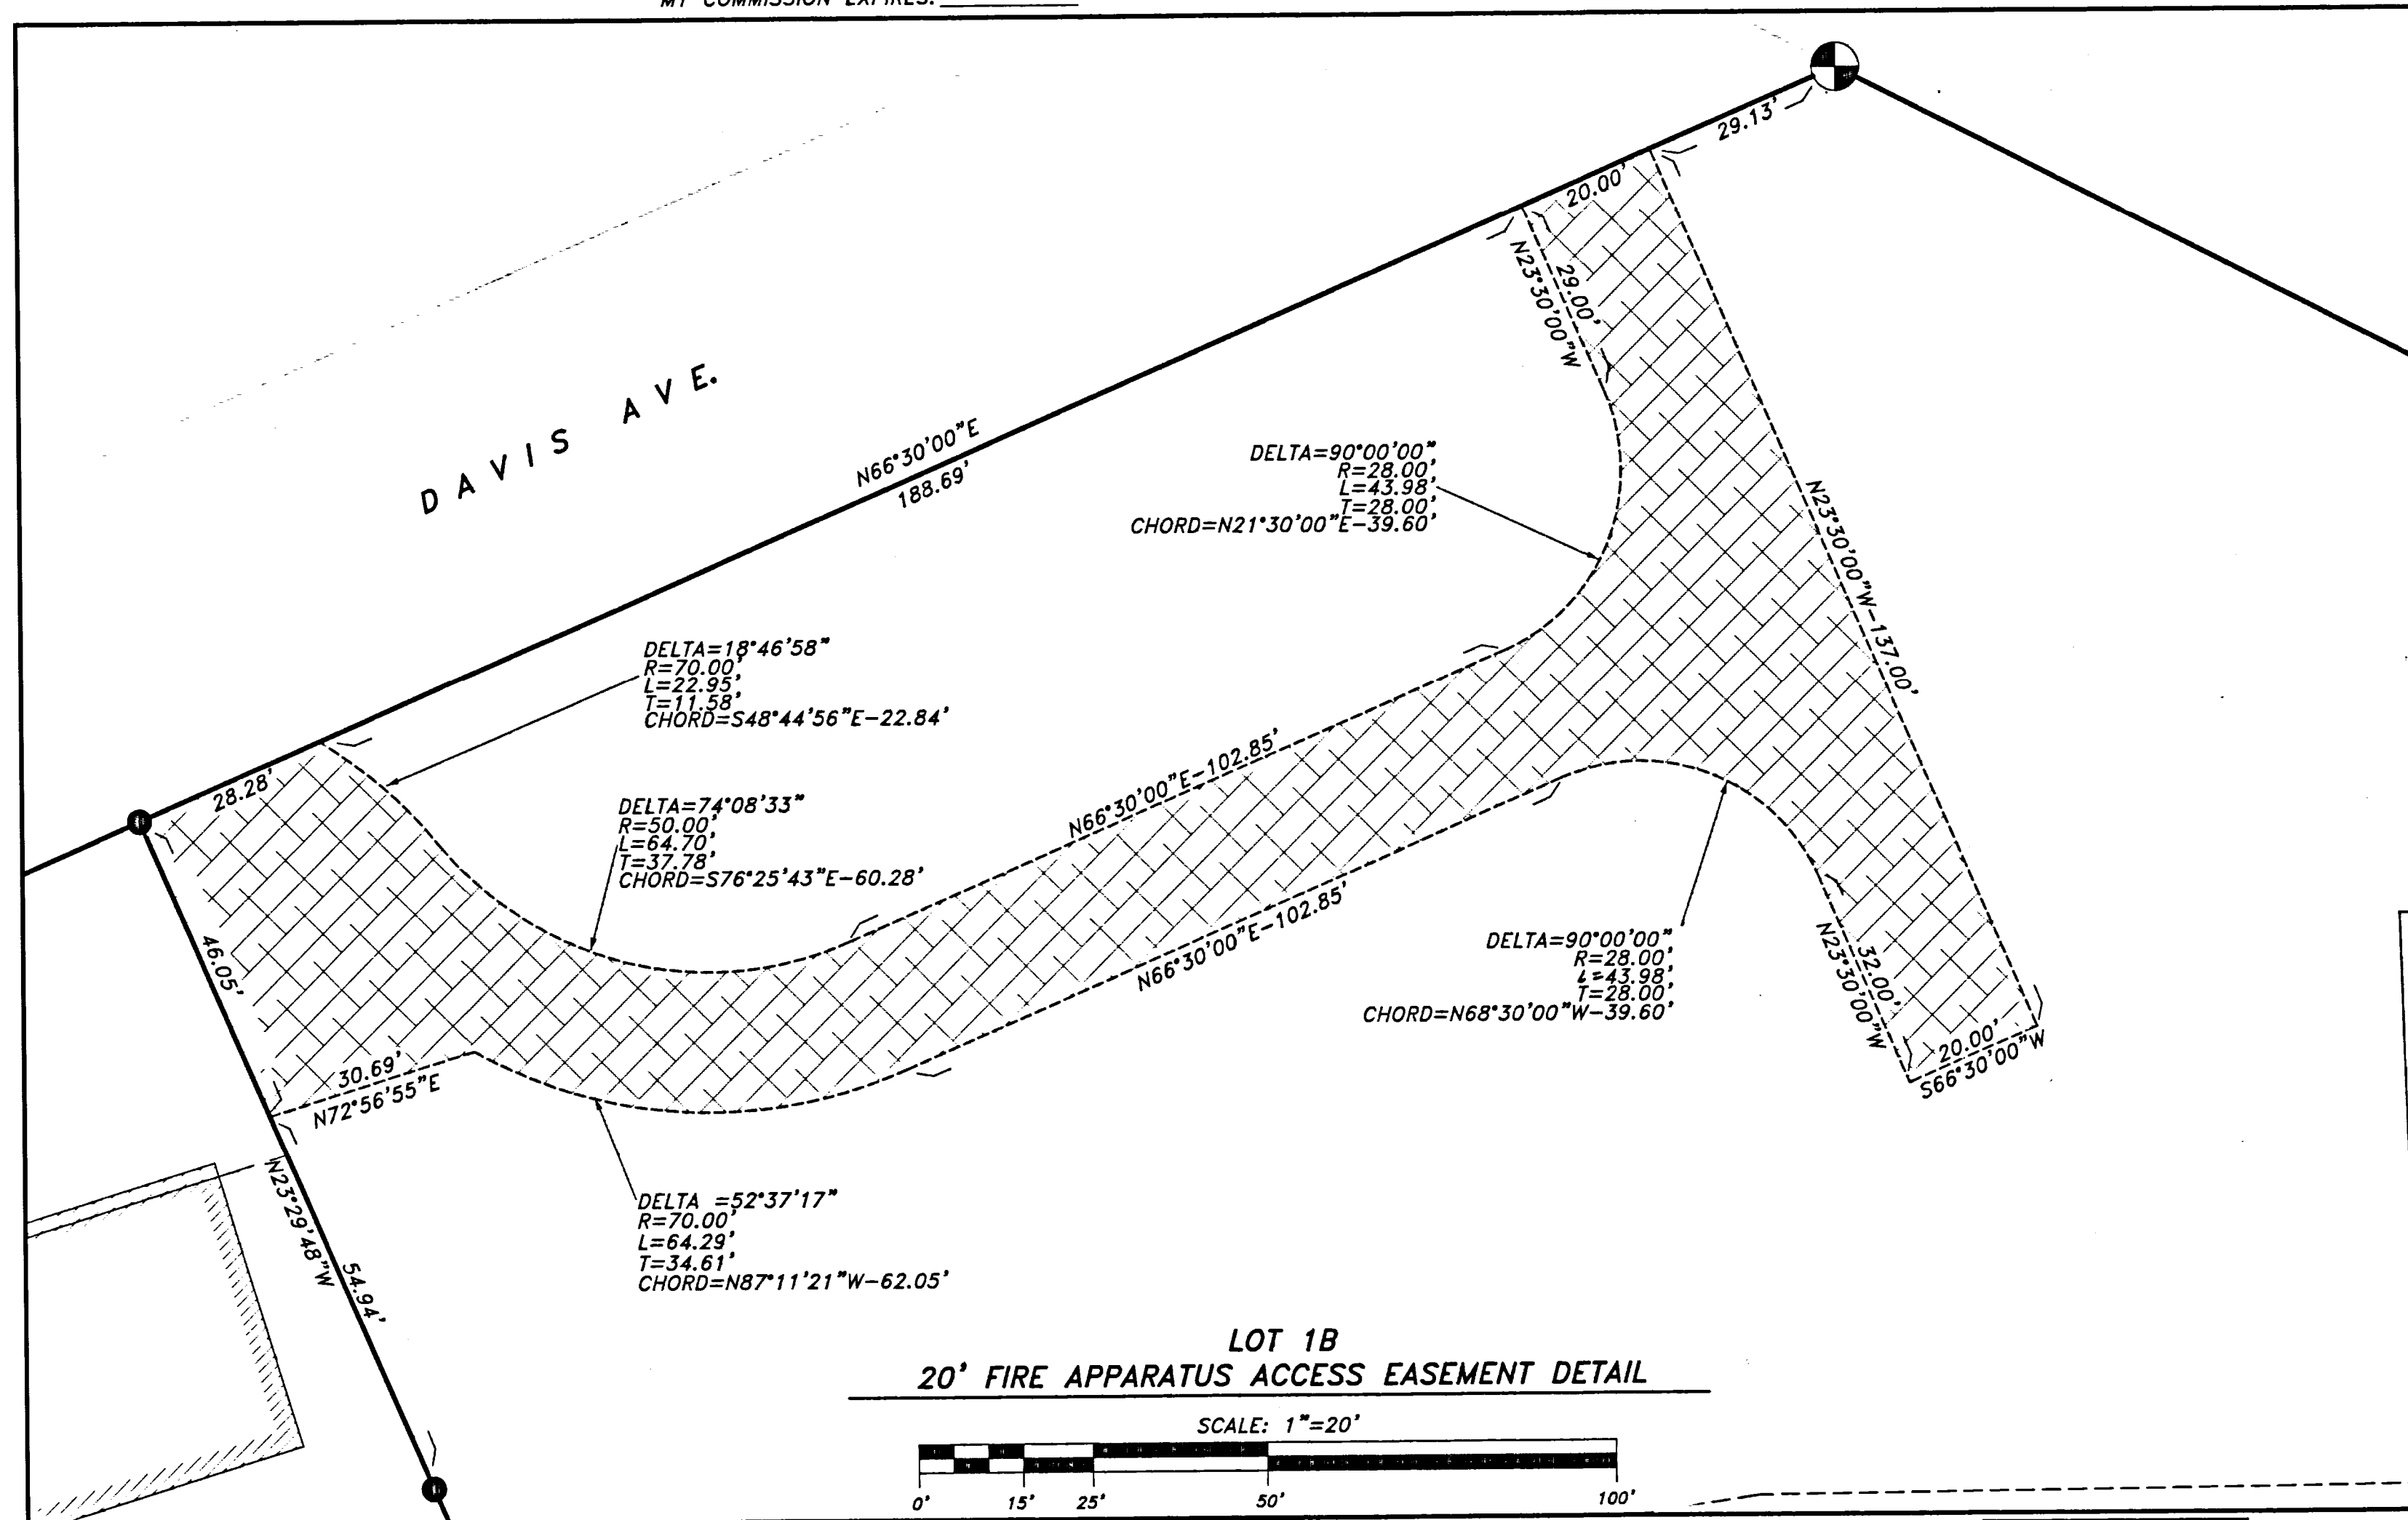 MY COMMISSION EXPIRES:
29.13'
20.00'
N23°30'00"W
29.00'
DAVIS AVE.
N66°30'00"E
188.69'
DELTA=90°00'00"
R=28.00'
L=43.98'
T=28.00'
CHORD=N21°30'00"E-39.60'
N23°30'00"W-137.00'
DELTA=18°46'58"
R=70.00'
L=22.95'
T=11.58'
CHORD=S48°44'56"E-22.84'
28.28'
DELTA=74°08'33"
R=50.00'
L=64.70'
T=37.78'
CHORD=S76°25'43"E-60.28'
N66°30'00"E-102.85'
N66°30'00"E-102.85'
46.05'
DELTA=90°00'00"
R=28.00'
L=43.98'
T=28.00'
CHORD=N68°30'00"W-39.60'
N23°30'00"W
32.00'
20.00'
S66°30'00"W
30.69'
N72°56'55"E
N23°29'48"W
54.94'
DELTA =52°37'17"
R=70.00'
L=64.29'
T=34.61'
CHORD=N87°11'21"W-62.05'
LOT 1B
20' FIRE APPARATUS ACCESS EASEMENT DETAIL
SCALE: 1"=20'
0' 15' 25' 50' 100'